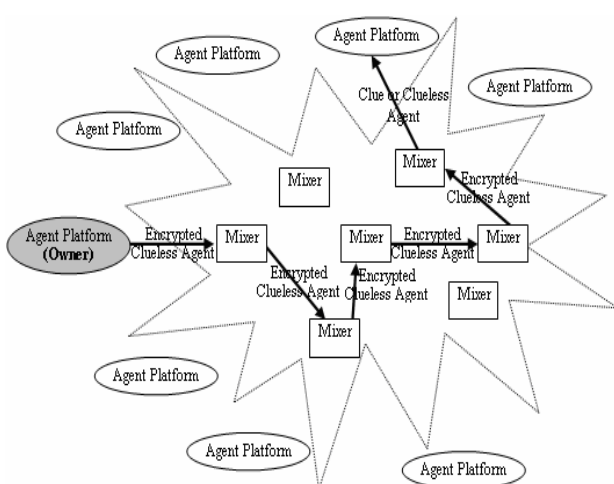 Agent Platform
Agent Platform
Agent Platform
Agent Platform
Clue or Clueless
Agent
Mixer
Encrypted
Clueless Agent
Mixer
Agent Platform
(Owner)
Encrypted
Clueless Agent
Mixer
Mixer
Encrypted
Clueless Agent
Mixer
Encrypted
Clueless Agent
Encrypted
Clueless Agent
Mixer
Mixer
Agent Platform
Agent Platform
Agent Platform